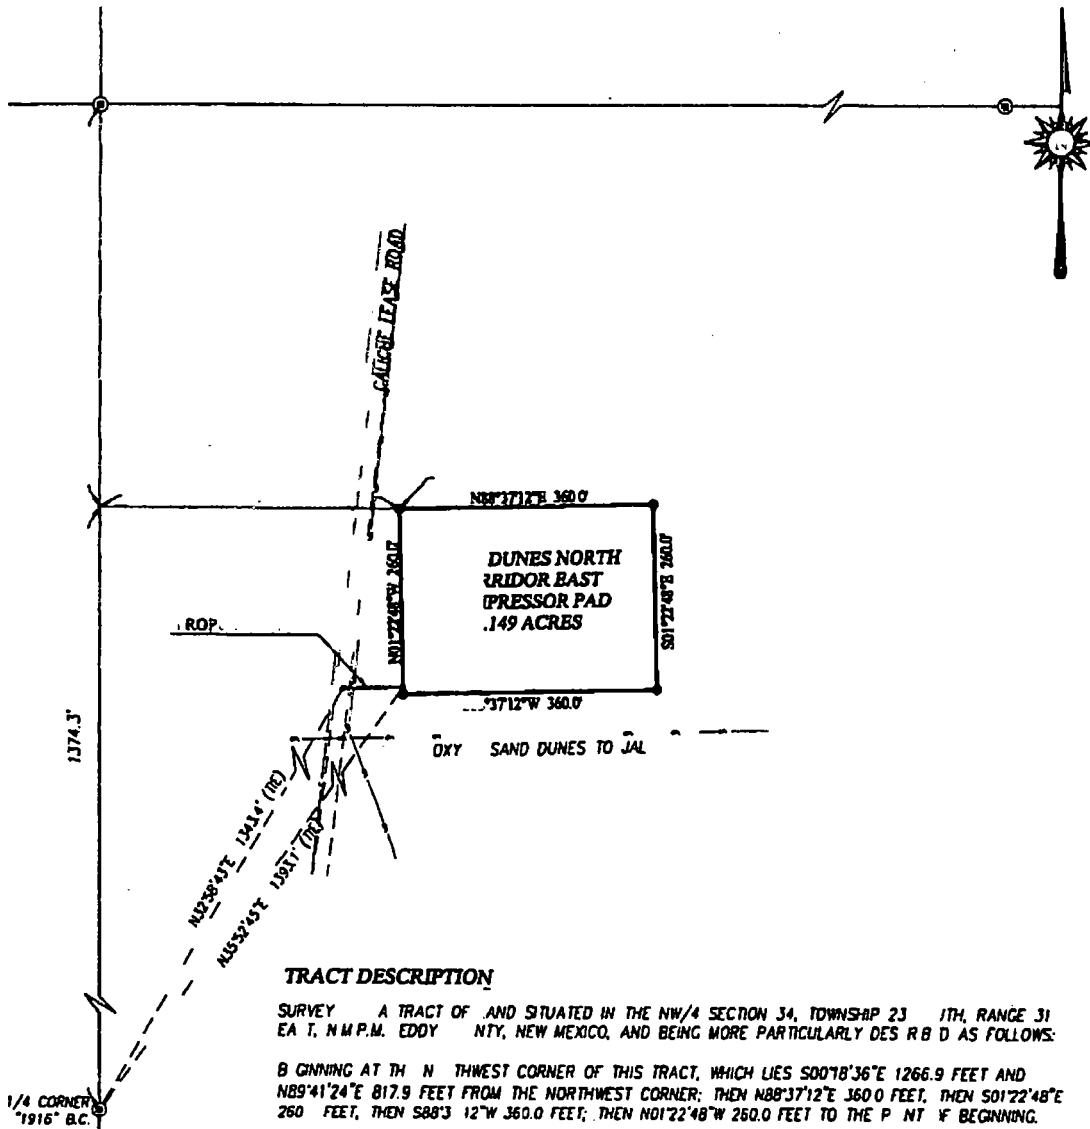 CALICHE LEASE ROAD
N88°37'12"E 360.0'
N01°22'48"W 260.0'
DUNES NORTH
RRIDOR EAST
PRESSOR PAD
.149 ACRES
S01°22'48"E 260.0'
ROP
°37'12"W 360.0'
1374.3'
OXY SAND DUNES TO JAL
N32°58'43"E 1343.4' (TIE)
N35°52'45"E 1393.1' (TIE)
TRACT DESCRIPTION
SURVEY A TRACT OF AND SITUATED IN THE NW/4 SECTION 34, TOWNSHIP 23 TH, RANGE 31
EA T, N M P.M. EDDY NTY, NEW MEXICO, AND BEING MORE PARTICULARLY DES R B D AS FOLLOWS:
B GINNING AT TH N THWEST CORNER OF THIS TRACT, WHICH LIES S00°18'36"E 1266.9 FEET AND
N89°41'24"E 817.9 FEET FROM THE NORTHWEST CORNER; THEN N88°37'12"E 360 0 FEET, THEN S01°22'48"E
260 FEET, THEN S88°3 12"W 360.0 FEET; THEN N01°22'48"W 260.0 FEET TO THE P NT F BEGINNING.
1/4 CORNER
"1916" B.C.